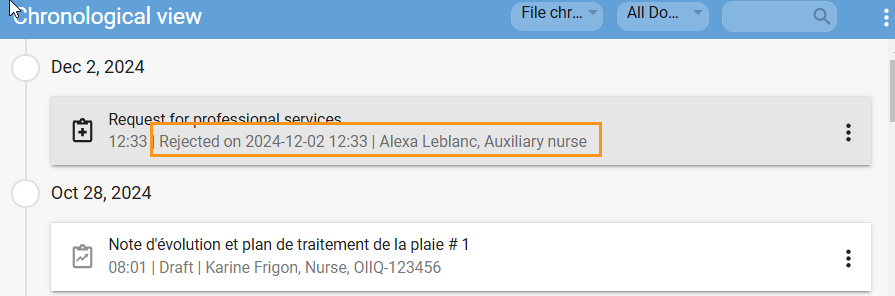 Chronological view
File chr...
All Do...
Dec 2, 2024
Request for professional services
12:33 | Rejected on 2024-12-02 12:33 | Alexa Leblanc, Auxiliary nurse
Oct 28, 2024
Note d'évolution et plan de traitement de la plaie # 1
08:01 | Draft | Karine Frigon, Nurse, OIIQ-123456